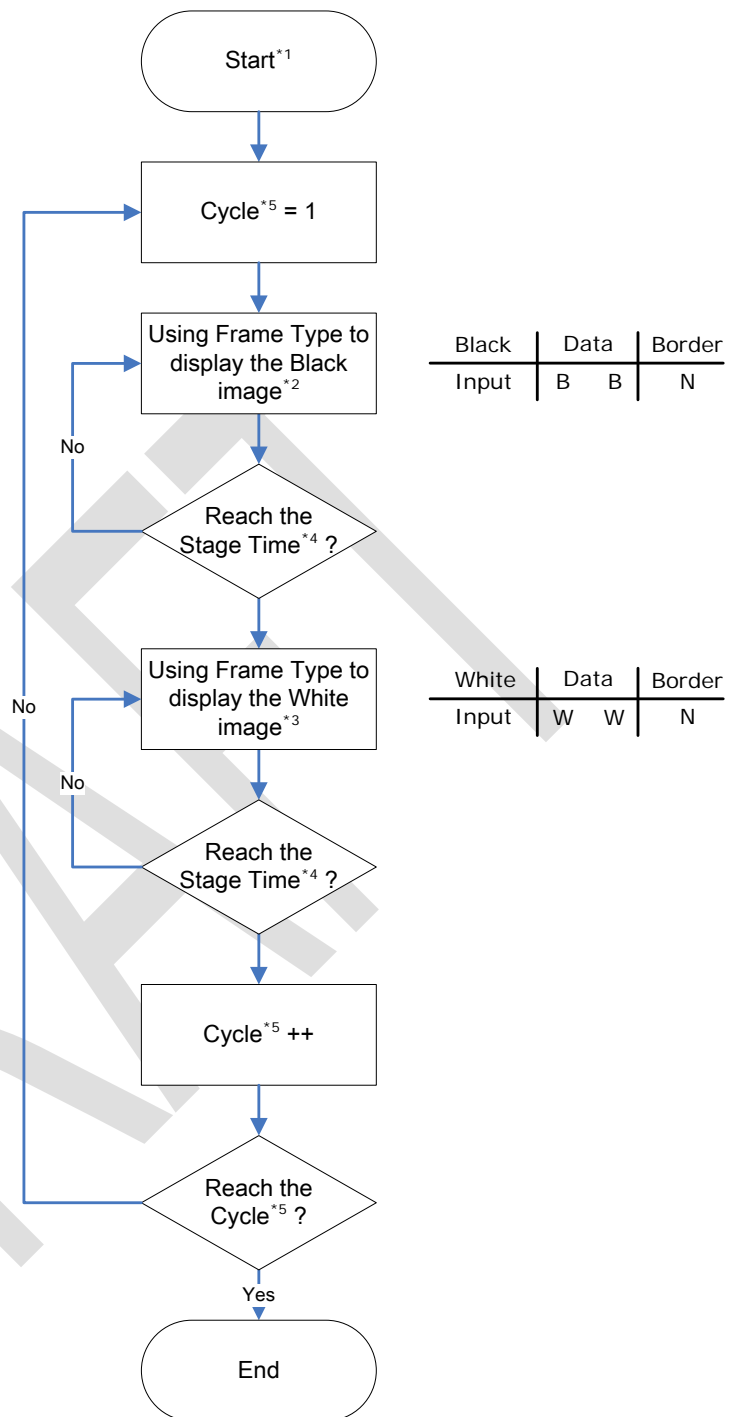 Start*1
Cycle*5 = 1
Using Frame Type to
display the Black
image*2
Black Data Border
Input B B N
No
Reach the
Stage Time*4 ?
Using Frame Type to
display the White
image*3
White Data Border
Input W W N
No
No
Reach the
Stage Time*4 ?
Cycle*5 ++
Reach the
Cycle*5 ?
Yes
End